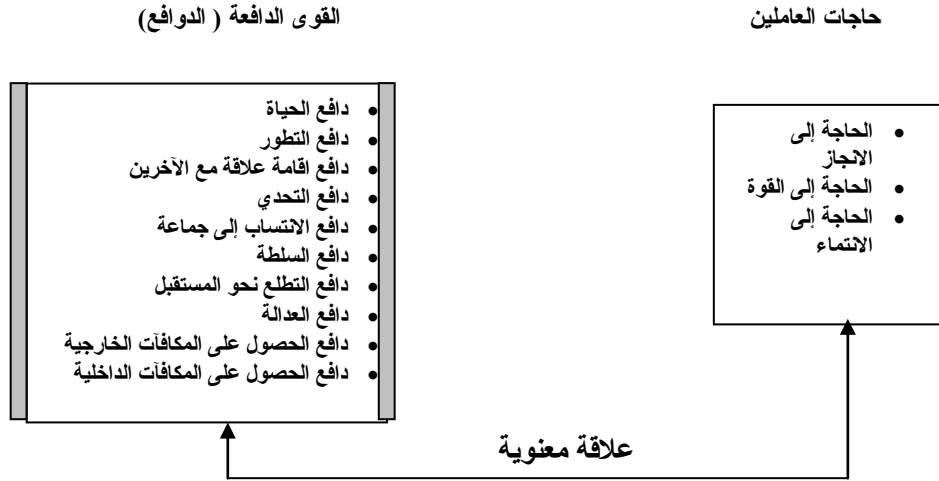 حاجات العاملين
القوى الدافعة ( الدوافع)
• الحاجة إلى
الانجاز
• الحاجة إلى القوة
• الحاجة إلى
الانتماء
• دافع الحياة
• دافع التطور
• دافع اقامة علاقة مع الآخرين
• دافع التحدي
• دافع الانتساب إلى جماعة
• دافع السلطة
• دافع التطلع نحو المستقبل
• دافع العدالة
• دافع الحصول على المكافآت الخارجية
• دافع الحصول على المكافآت الداخلية
علاقة معنوية